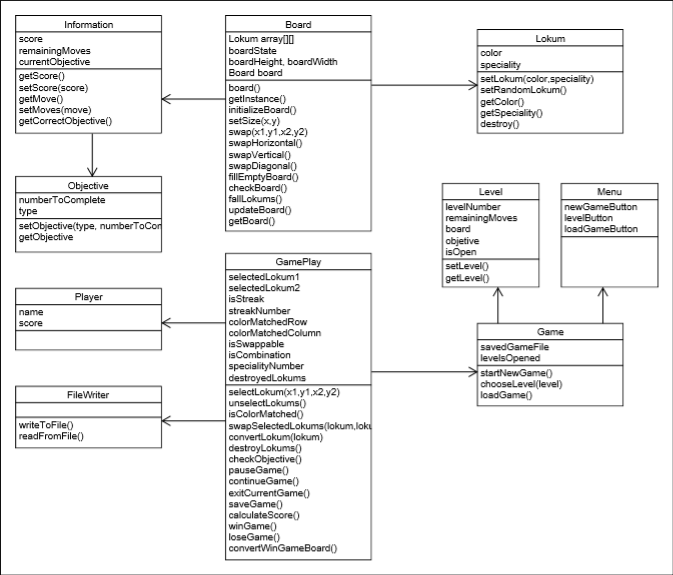 Information
score
remainingMoves
currentObjective
getScore()
setScore(score)
getMove()
setMoves(move)
getCorrectObjective()
Board
Lokum array[][]
boardState
boardHeight, boardWidth
Board board
board()
getInstance()
initializeBoard()
setSize(x,y)
swap(x1,y1,x2,y2)
swapHorizontal()
swapVertical()
swapDiagonal()
fillEmptyBoard()
checkBoard()
fallLokums()
updateBoard()
getBoard()
Lokum
color
speciality
setLokum(color,speciality)
setRandomLokum()
getColor()
getSpeciality()
destroy()
Objective
numberToComplete
type
setObjective(type, numberToCon
getObjective
Level
levelNumber
remainingMoves
board
objetive
isOpen
setLevel()
getLevel()
Menu
newGameButton
levelButton
loadGameButton
GamePlay
selectedLokum1
selectedLokum2
isStreak
streakNumber
colorMatchedRow
colorMatchedColumn
isSwappable
isCombination
specialityNumber
destroyedLokums
selectLokum(x1,y1,x2,y2)
unselectLokums()
isColorMatched()
swapSelectedLokums(lokum,loku
convertLokum(lokum)
destroyLokums()
checkObjective()
pauseGame()
continueGame()
exitCurrentGame()
saveGame()
calculateScore()
winGame()
loseGame()
convertWinGameBoard()
Player
name
score
Game
savedGameFile
levelsOpened
startNewGame()
chooseLevel(level)
loadGame()
FileWriter
writeToFile()
readFromFile()